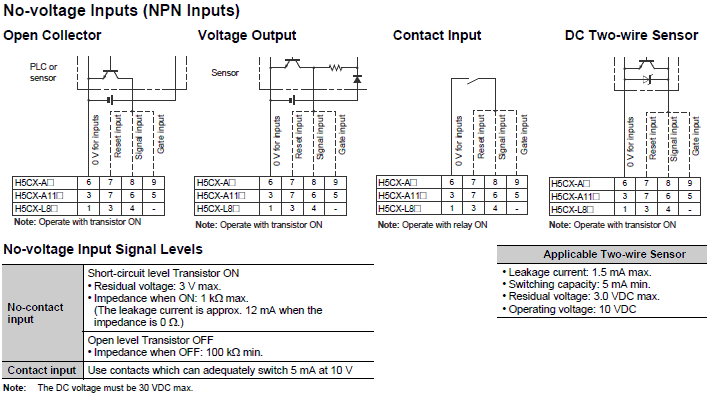 No-voltage Inputs (NPN Inputs)
Open Collector
PLC or
sensor
0 V for inputs
Reset input
Signal input
Gate input
H5CX-A□ 6 7 8 9
H5CX-A11□ 3 7 6 5
H5CX-L8□ 1 3 4 -
Note: Operate with transistor ON
Voltage Output
Sensor
0 V for inputs
Reset input
Signal input
Gate input
H5CX-A□ 6 7 8 9
H5CX-A11□ 3 7 6 5
H5CX-L8□ 1 3 4 -
Note: Operate with transistor ON
Contact Input
0 V for inputs
Reset input
Signal input
Gate input
H5CX-A□ 6 7 8 9
H5CX-A11□ 3 7 6 5
H5CX-L8□ 1 3 4 -
Note: Operate with relay ON
DC Two-wire Sensor
0 V for inputs
Reset input
Signal input
Gate input
H5CX-A□ 6 7 8 9
H5CX-A11□ 3 7 6 5
H5CX-L8□ 1 3 4 -
Note: Operate with transistor ON
No-voltage Input Signal Levels
No-contact
input
Short-circuit level Transistor ON
• Residual voltage: 3 V max.
• Impedance when ON: 1 kΩ max.
(The leakage current is approx. 12 mA when the
impedance is 0 Ω.)
Open level Transistor OFF
• Impedance when OFF: 100 kΩ min.
Contact input Use contacts which can adequately switch 5 mA at 10 V
Note: The DC voltage must be 30 VDC max.
Applicable Two-wire Sensor
• Leakage current: 1.5 mA max.
• Switching capacity: 5 mA min.
• Residual voltage: 3.0 VDC max.
• Operating voltage: 10 VDC